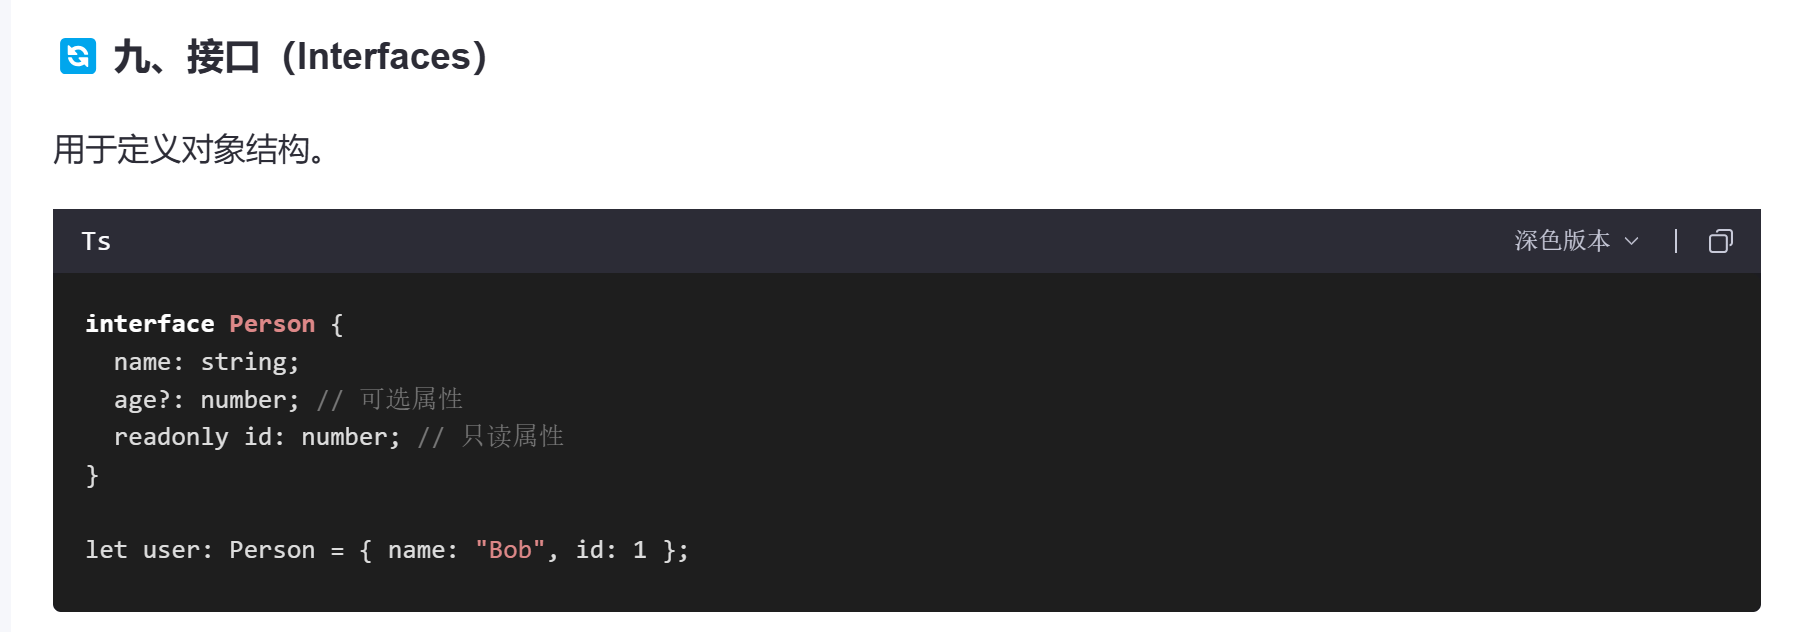 九、接口（Interfaces）
用于定义对象结构。
Ts
深色版本
interface Person {
  name: string;
  age?: number; // 可选属性
  readonly id: number; // 只读属性
}
let user: Person = { name: "Bob", id: 1 };